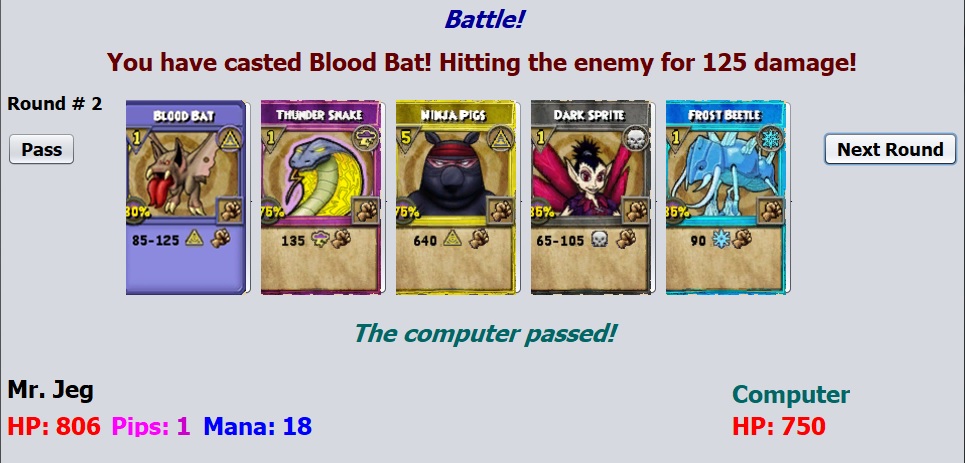 Battle!
You have casted Blood Bat! Hitting the enemy for 125 damage!
Round # 2
Pass
Next Round
BLOOD BAT
1
80%
85-125
THUNDER SNAKE
1
75%
135
NINJA PIGS
5
75%
640
DARK SPRITE
1
85%
65-105
FROST BEETLE
1
85%
90
The computer passed!
Mr. Jeg
HP: 806 Pips: 1 Mana: 18
Computer
HP: 750